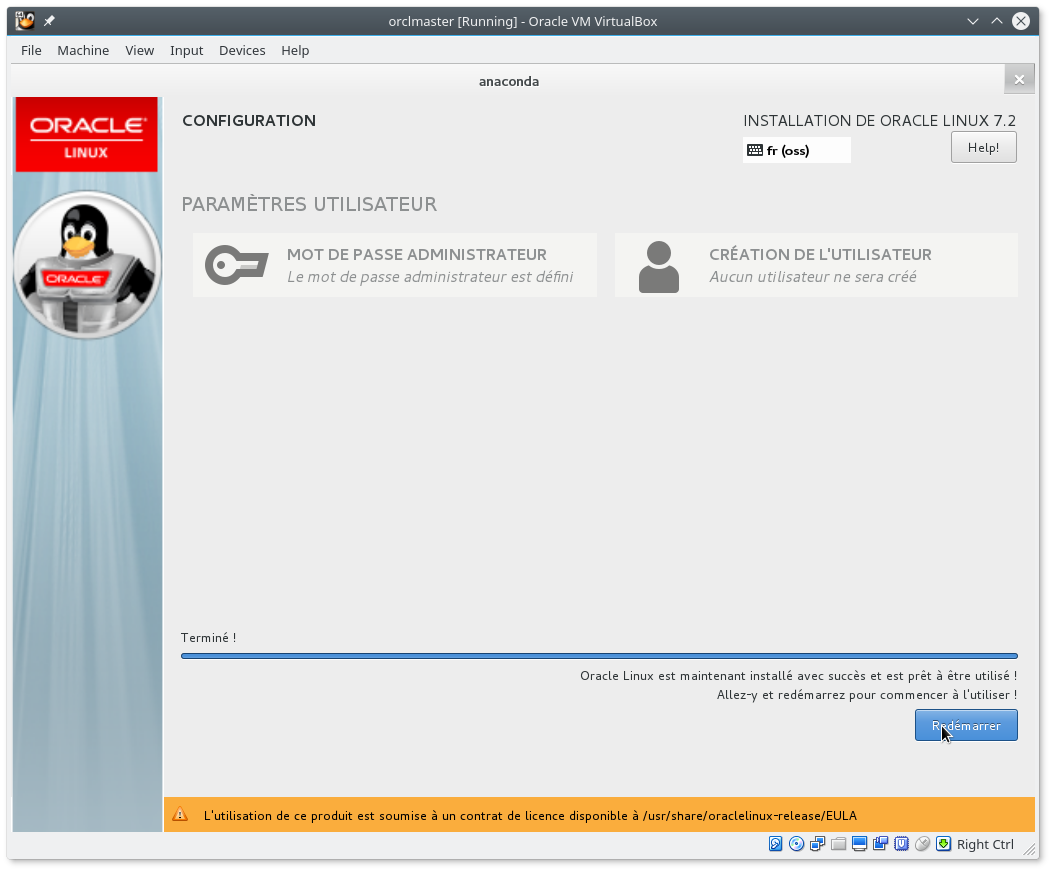 orclmaster [Running] - Oracle VM VirtualBox
File Machine View Input Devices Help
anaconda
ORACLE
LINUX
ORACLE
CONFIGURATION
INSTALLATION DE ORACLE LINUX 7.2
fr (oss)
Help!
PARAMÈTRES UTILISATEUR
MOT DE PASSE ADMINISTRATEUR
Le mot de passe administrateur est défini
CRÉATION DE L'UTILISATEUR
Aucun utilisateur ne sera créé
Terminé !
Oracle Linux est maintenant installé avec succès et est prêt à être utilisé !
Allez-y et redémarrez pour commencer à l'utiliser !
Redémarrer
L'utilisation de ce produit est soumise à un contrat de licence disponible à /usr/share/oraclelinux-release/EULA
Right Ctrl